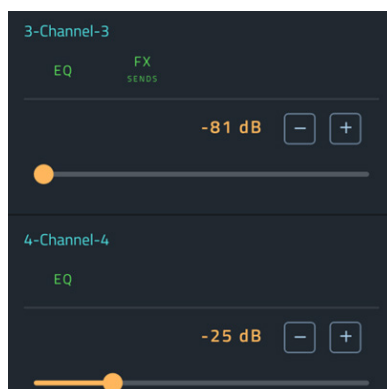 3-Channel-3
EQ FX
SENDS
-81 dB − +
4-Channel-4
EQ
-25 dB − +